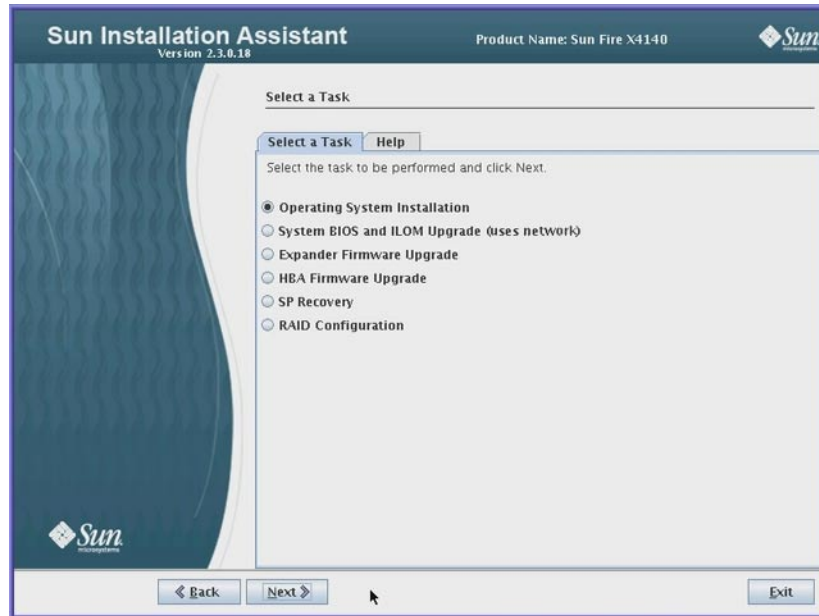 Sun Installation Assistant
Version 2.3.0.18
Product Name: Sun Fire X4140
Sun
microsystems
Select a Task
Select a Task
Help
Select the task to be performed and click Next.
Operating System Installation
System BIOS and ILOM Upgrade (uses network)
Expander Firmware Upgrade
HBA Firmware Upgrade
SP Recovery
RAID Configuration
Sun
microsystems
Back
Next
Exit